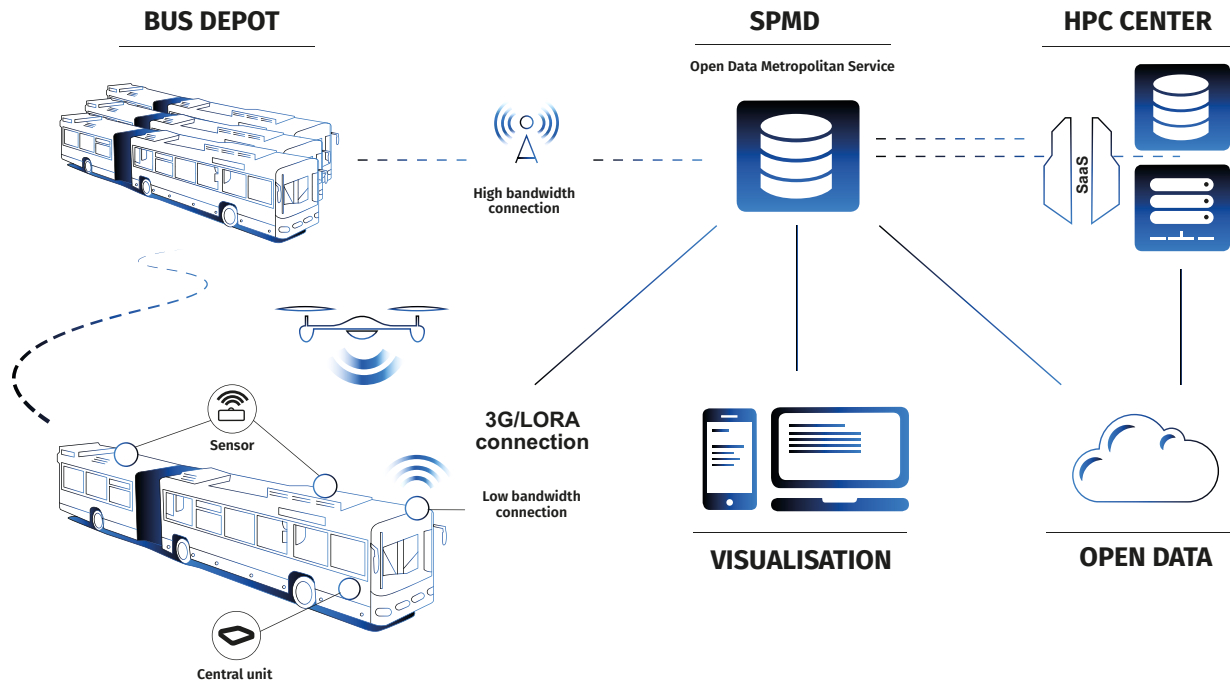 BUS DEPOT
SPMD
HPC CENTER
Open Data Metropolitan Service
High bandwidth
connection
SaaS
3G/LORA
connection
Sensor
Low bandwidth
connection
VISUALISATION
OPEN DATA
Central unit